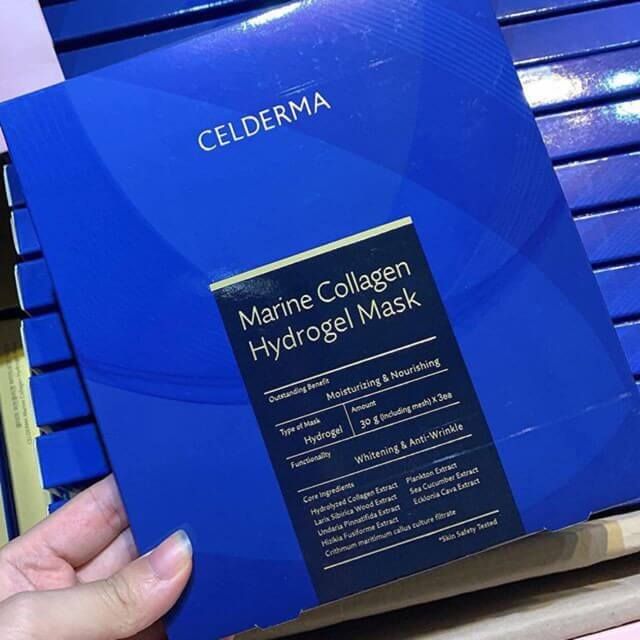 CELDERMA
Marine Collagen
Hydrogel Mask
Outstanding Benefit
Moisturizing & Nourishing
Type of Mask
Hydrogel
Amount
30 g (including mesh) X 3ea
Functionality
Whitening & Anti-Wrinkle
Core Ingredients
Hydrolyzed Collagen Extract Plankton Extract
Larix Sibirica Wood Extract Sea Cucumber Extract
Undaria Pinnatifida Extract Ecklonia Cava Extract
Hizikia Fusiforme Extract
Crithmum maritimum callus culture filtrate
*Skin Safety Tested